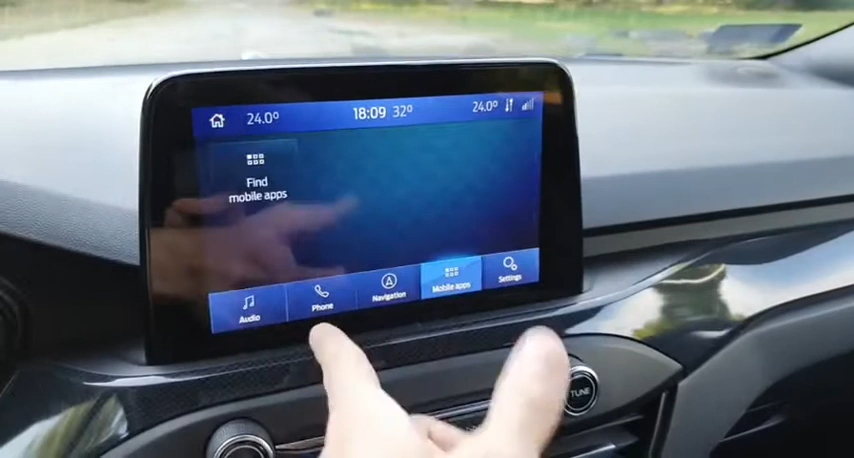 24.0°
18:09 32°
24.0°
Find
mobile apps
Audio
Phone
Navigation
Mobile apps
Settings
TUNE